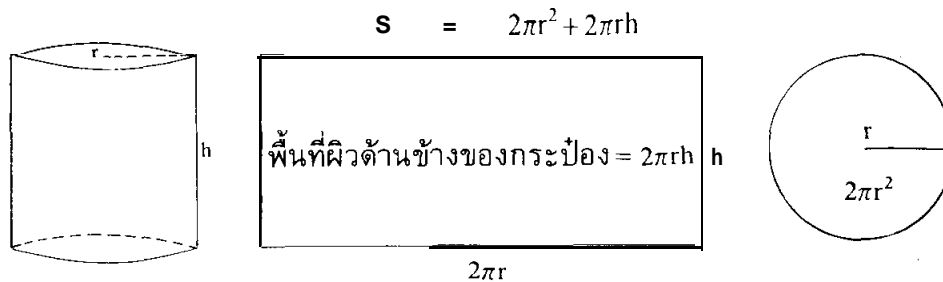 S = 2πr² + 2πrh
r
h
พื้นที่ผิวด้านข้างของกระป๋อง = 2πrh
h
2πr
r
2πr²